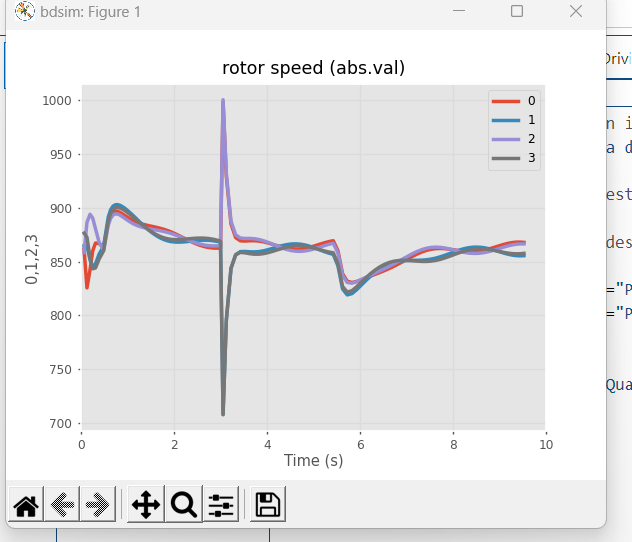 bdsim: Figure 1
rotor speed (abs.val)
0
1
2
3
1000
950
900
850
800
750
700
0,1,2,3
0 2 4 6 8 10
Time (s)
Drivi
n i
a d
est
des
="P
="P
Qua